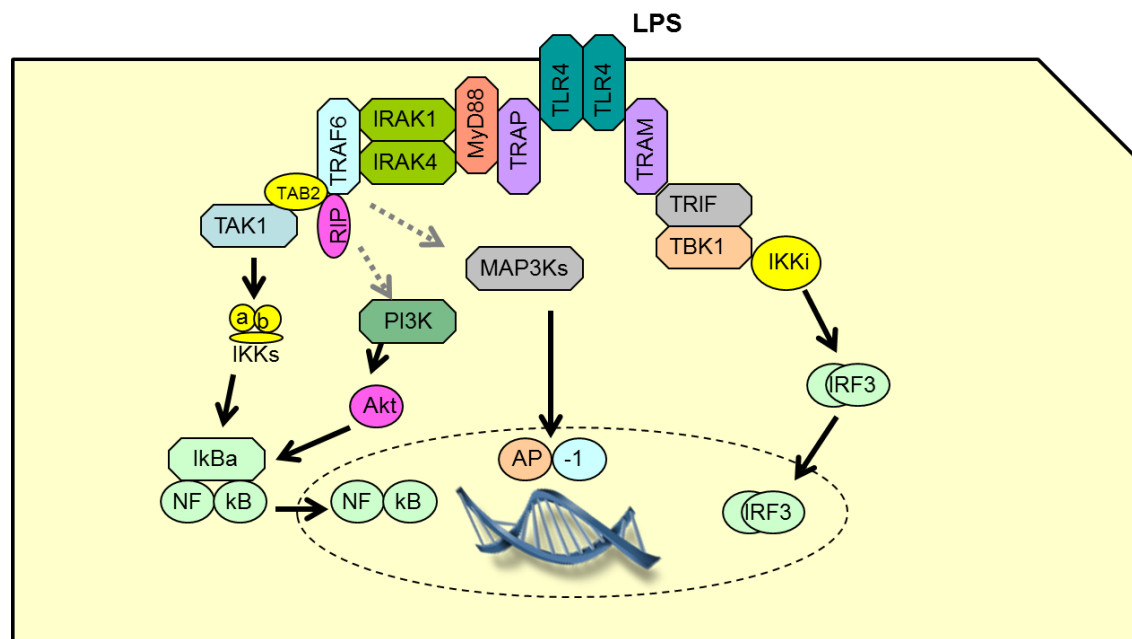 LPS
TLR4
TLR4
TRAP
MyD88
IRAK1
IRAK4
TRAF6
TAB2
TAK1
RIP
TRAM
TRIF
TBK1
IKKi
MAP3Ks
PI3K
a b
IKKs
Akt
IRF3
IkBa
NF kB
NF kB
AP -1
IRF3